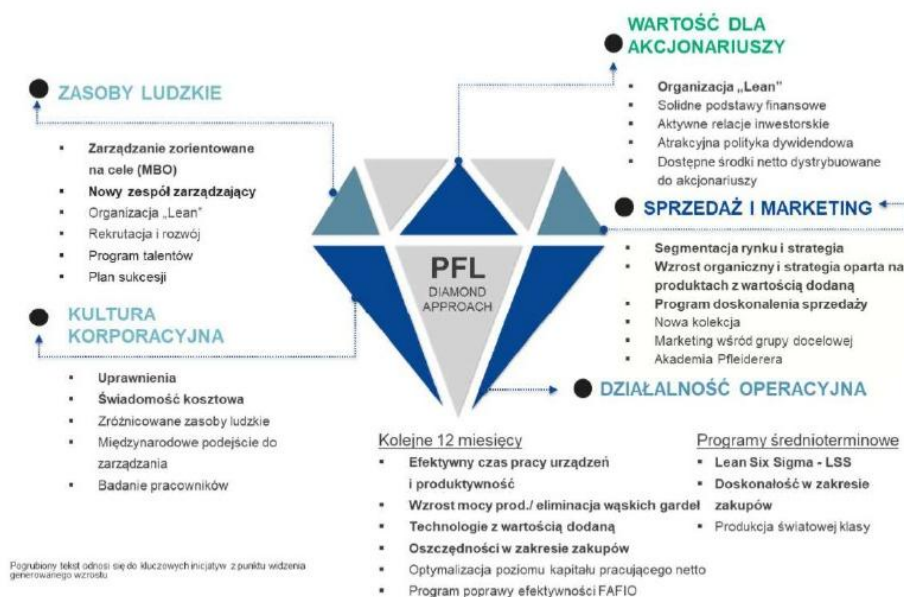 WARTOŚĆ DLA
AKCJONARIUSZY
Organizacja „Lean”
Solidne podstawy finansowe
Aktywne relacje inwestorskie
Atrakcyjna polityka dywidendowa
Dostępne środki netto dystrybuowane
do akcjonariuszy
ZASOBY LUDZKIE
Zarządzanie zorientowane
na cele (MBO)
Nowy zespół zarządzający
Organizacja „Lean”
Rekrutacja i rozwój
Program talentów
Plan sukcesji
SPRZEDAŻ I MARKETING
Segmentacja rynku i strategia
Wzrost organiczny i strategia oparta na
produktach z wartością dodaną
Program doskonalenia sprzedaży
Nowa kolekcja
Marketing wśród grupy docelowej
Akademia Pfleiderera
PFL
DIAMOND
APPROACH
KULTURA
KORPORACYJNA
Uprawnienia
Świadomość kosztowa
Zróżnicowane zasoby ludzkie
Międzynarodowe podejście do
zarządzania
Badanie pracowników
DZIAŁALNOŚĆ OPERACYJNA
Kolejne 12 miesięcy
Efektywny czas pracy urządzeń
i produktywność
Wzrost mocy prod./ eliminacja wąskich gardeł
Technologie z wartością dodaną
Oszczędności w zakresie zakupów
Optymalizacja poziomu kapitału pracującego netto
Program poprawy efektywności FAFIO
Programy średnioterminowe
Lean Six Sigma - LSS
Doskonałość w zakresie
zakupów
Produkcja światowej klasy
Pogrubiony tekst odnosi się do kluczowych inicjatyw z punktu widzenia
generowanego wzrostu